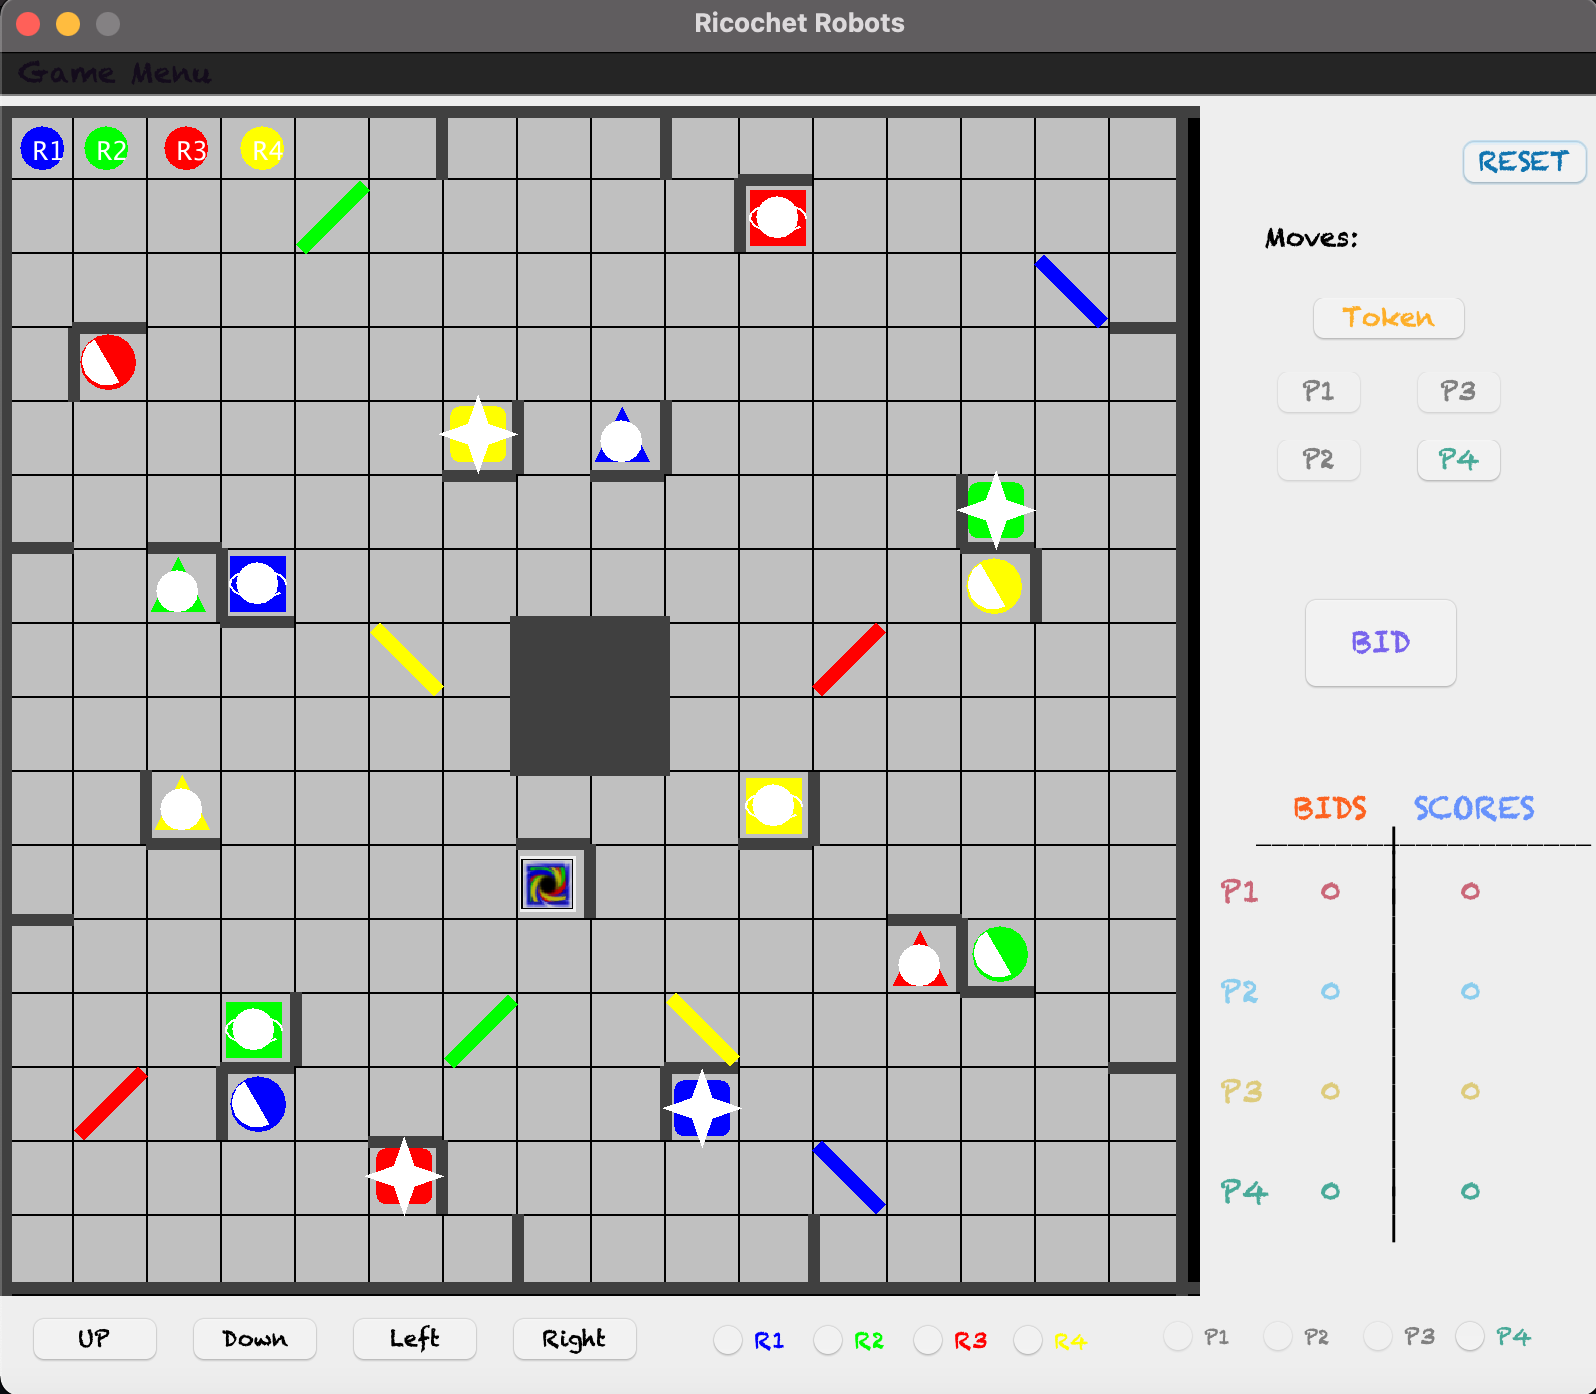 Ricochet Robots
Game Menu
R1 R2 R3 R4
RESET
Moves:
Token
P1 P3
P2 P4
BID
BIDS SCORES
P1 0 0
P2 0 0
P3 0 0
P4 0 0
UP Down Left Right R1 R2 R3 R4 P1 P2 P3 P4